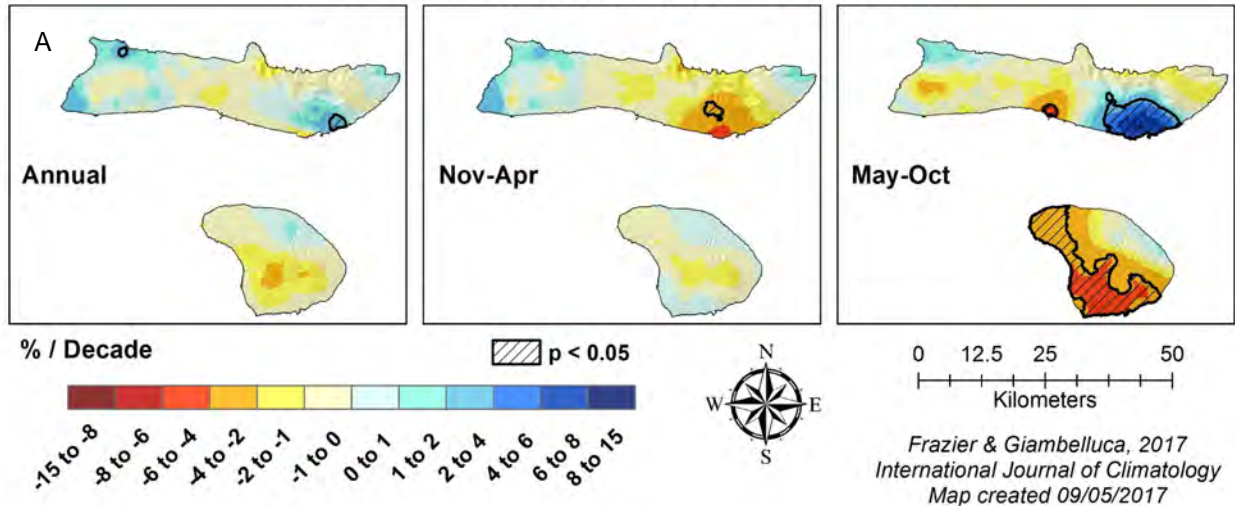 A
Annual
Nov-Apr
May-Oct
% / Decade
p < 0.05
-15 to -8
-8 to -6
-6 to -4
-4 to -2
-2 to -1
-1 to 0
0 to 1
1 to 2
2 to 4
4 to 6
6 to 8
8 to 15
N
W E
S
0 12.5 25 50
Kilometers
Frazier & Giambelluca, 2017
International Journal of Climatology
Map created 09/05/2017